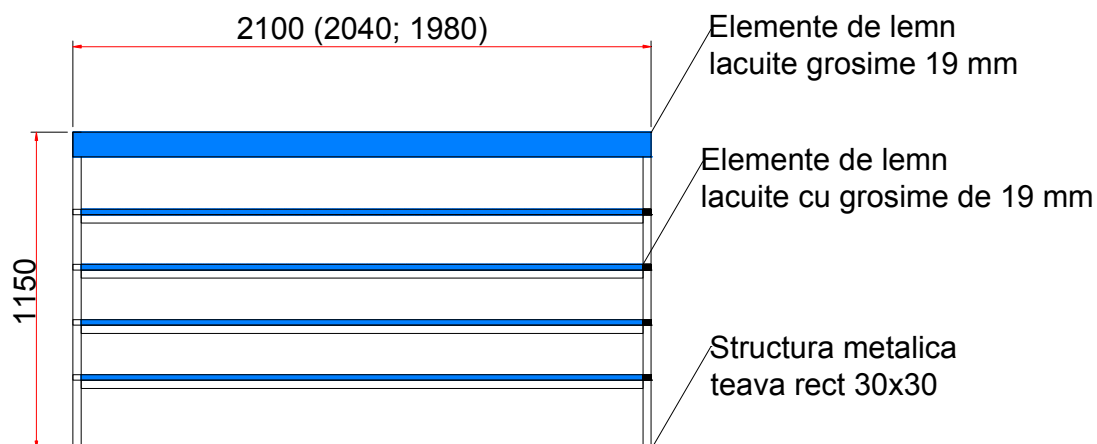 2100 (2040; 1980)
Elemente de lemn
lacuite grosime 19 mm
Elemente de lemn
lacuite cu grosime de 19 mm
1150
Structura metalica
teava rect 30x30